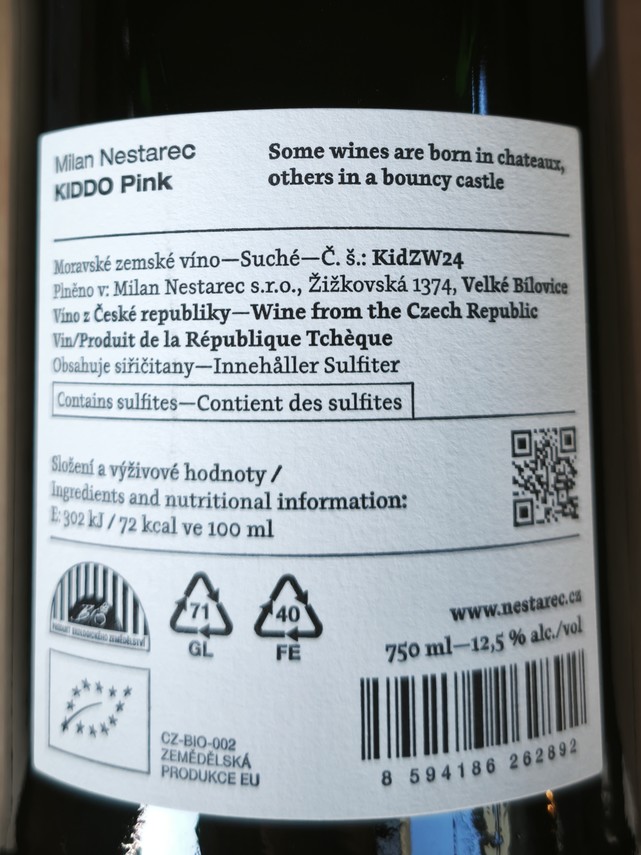 Milan Nestarec
KIDDO Pink
Some wines are born in chateaux,
others in a bouncy castle
Moravské zemské víno—Suché—Č. š.: KidZW24
Plněno v: Milan Nestarec s.r.o., Žižkovská 1374, Velké Bílovice
Víno z České republiky—Wine from the Czech Republic
Vin/Produit de la République Tchèque
Obsahuje siřičitany—Innehåller Sulfiter
Contains sulfites—Contient des sulfites
Složení a výživové hodnoty /
Ingredients and nutritional information:
E: 302 kJ / 72 kcal ve 100 ml
PRODUKT EKOLOGICKÉHO ZEMĚDĚLSTVÍ
71
GL
40
FE
www.nestarec.cz
750 ml—12,5 % alc./vol
CZ-BIO-002
ZEMĚDĚLSKÁ
PRODUKCE EU
8 594186 262892